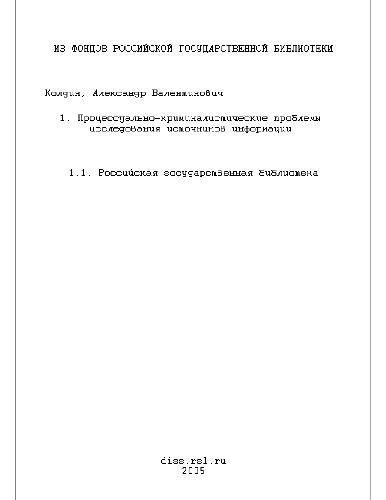 ИЗ ФОНДОВ РОССИЙСКОЙ ГОСУДАРСТВЕННОЙ БИБЛИОТЕКИ
Колдин, Александр Валентинович
1. Процессуально-криминалистические проблемы
исследования источников информации
1.1. Российская государственная библиотека
diss.rsl.ru
2005